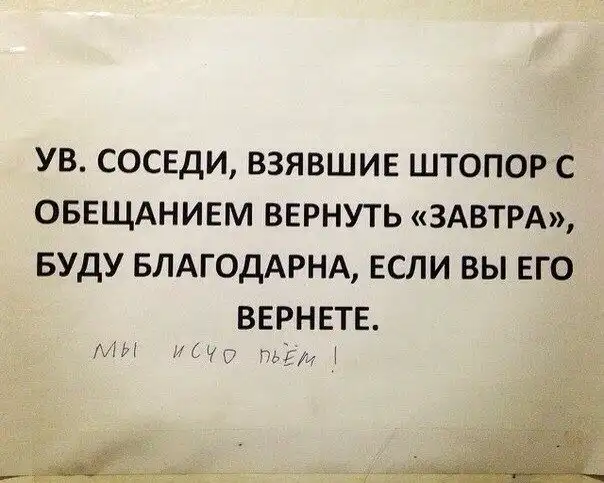 УВ. СОСЕДИ, ВЗЯВШИЕ ШТОПОР С
ОБЕЩАНИЕМ ВЕРНУТЬ «ЗАВТРА»,
БУДУ БЛАГОДАРНА, ЕСЛИ ВЫ ЕГО
ВЕРНЕТЕ.
МЫ ИСЧО ПЬЁМ!